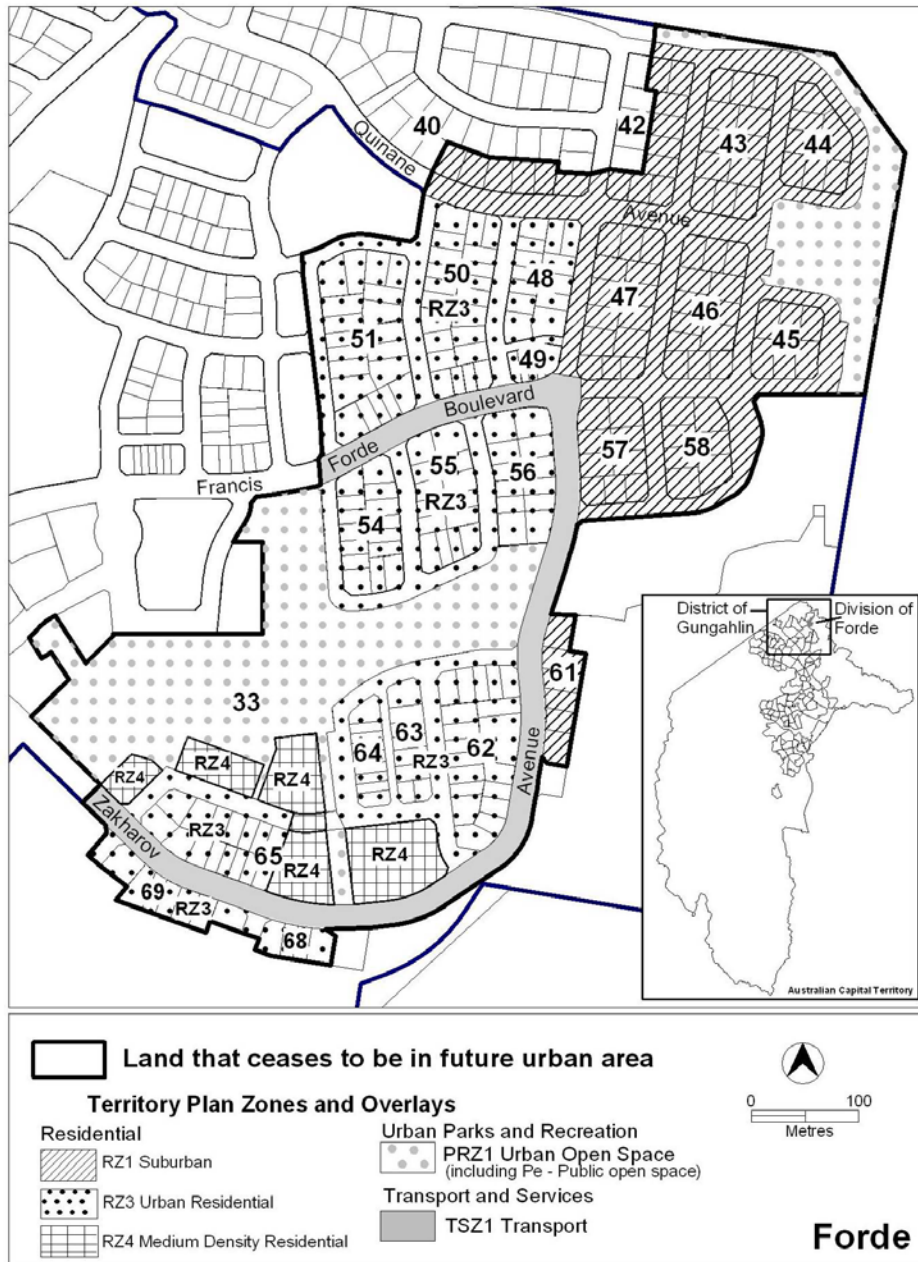 40
Quinane
42
43
44
Avenue
50
RZ3
48
47
46
51
49
45
Boulevard
Forde
55
RZ3
56
57
58
Francis
54
District of
Gungahlin
Division of
Forde
61
33
64
63
RZ3
62
Avenue
RZ4
RZ4
RZ4
Zakharov
RZ3
65
RZ4
RZ4
69
RZ3
68
Australian Capital Territory
Land that ceases to be in future urban area
Territory Plan Zones and Overlays
Residential
RZ1 Suburban
RZ3 Urban Residential
RZ4 Medium Density Residential
Urban Parks and Recreation
PRZ1 Urban Open Space
(including Pe - Public open space)
Transport and Services
TSZ1 Transport
0 100
Metres
Forde